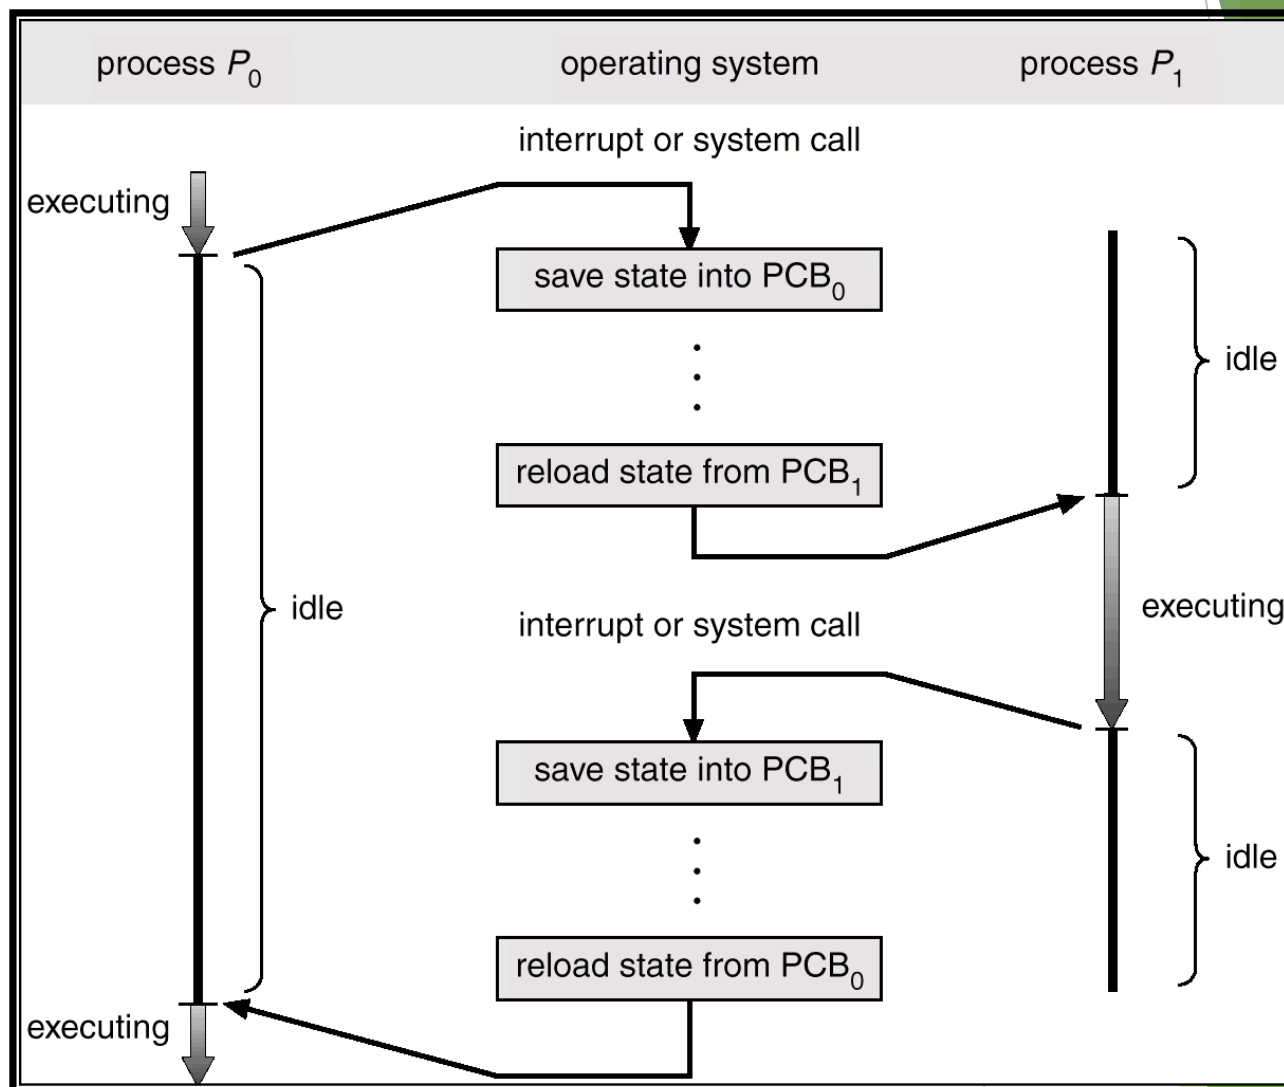 process P₀ operating system process P₁
interrupt or system call
executing
save state into PCB₀
idle
reload state from PCB₁
idle
executing
interrupt or system call
save state into PCB₁
idle
reload state from PCB₀
executing